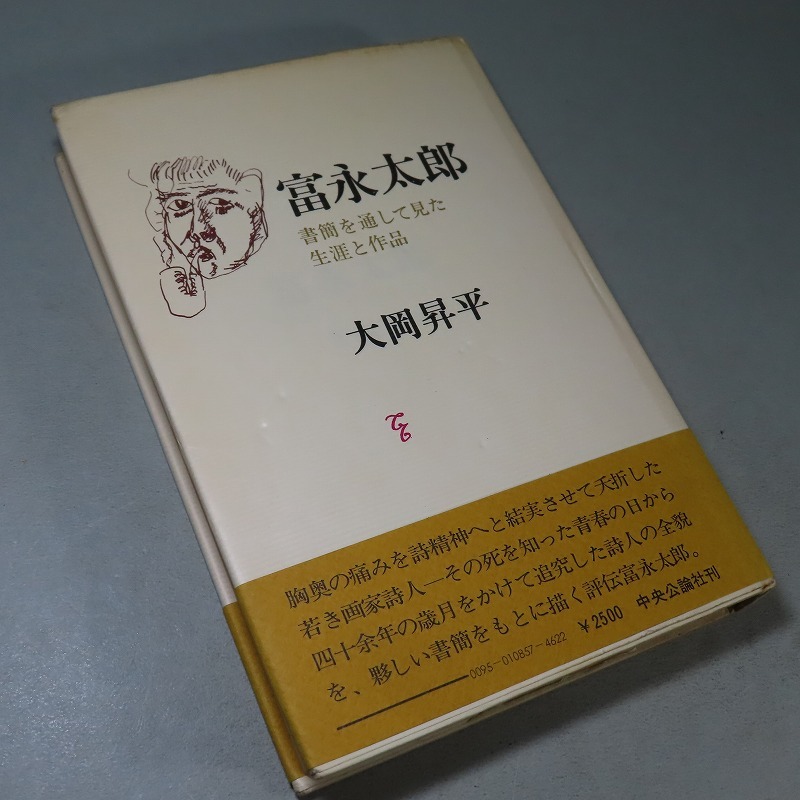 富永太郎
書簡を通して見た
生涯と作品
大岡昇平
胸奥の痛みを詩精神へと結実させて夭折した
若き画家詩人―その死を知った青春の日から
四十余年の歳月をかけて追究した詩人の全貌
を、夥しい書簡をもとに描く評伝富永太郎。
0095-010857-4622
¥2500 中央公論社刊